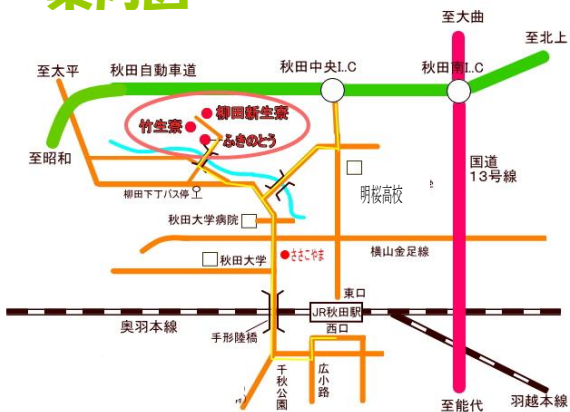 案内図
至大曲
至北上
至太平
秋田自動車道
秋田中央I.C
秋田南I.C
柳田新生寮
竹生寮
ふきのとう
至昭和
国道
13号線
柳田下丁バス停
明桜高校
秋田大学病院
秋田大学
ささこやま
横山金足線
東口
JR秋田駅
西口
奥羽本線
手形陸橋
千秋公園
広小路
至能代
羽越本線